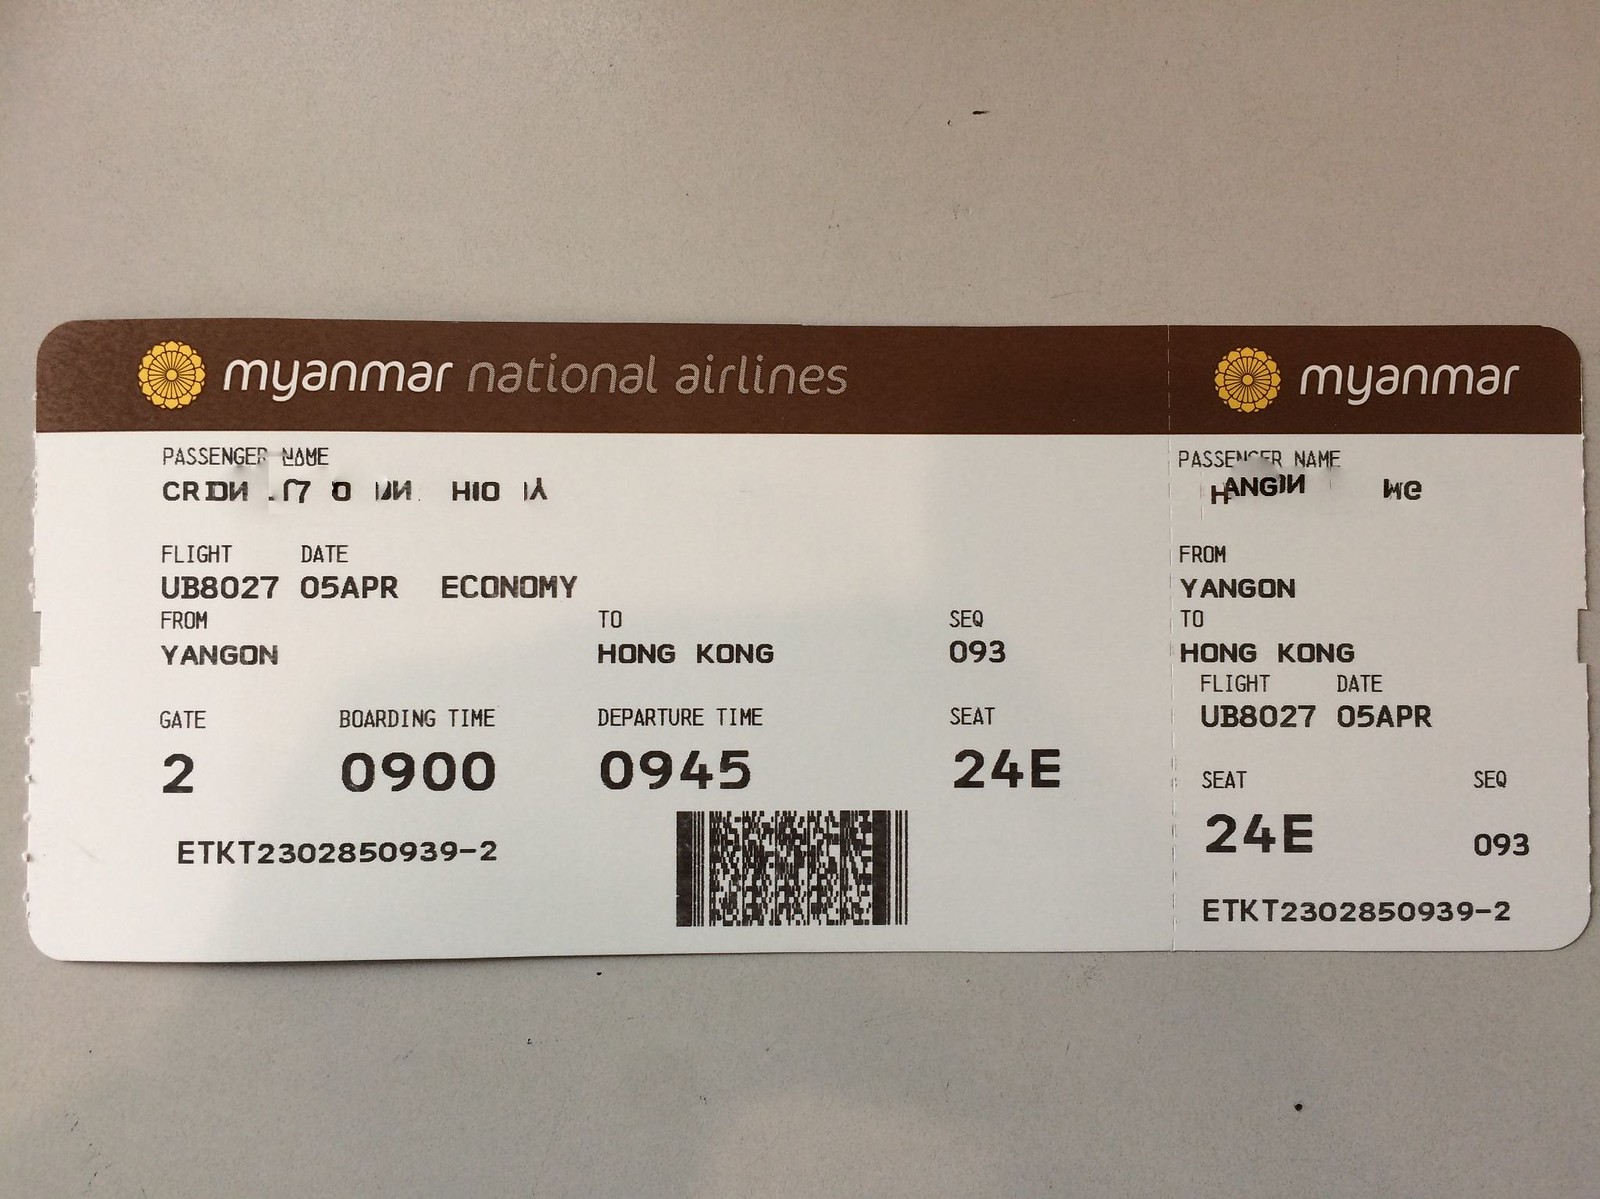 myanmar national airlines
PASSENGER NAME
FLIGHT DATE
UB8027 05APR ECONOMY
FROM TO SEQ
YANGON HONG KONG 093
GATE BOARDING TIME DEPARTURE TIME SEAT
2 0900 0945 24E
ETKT2302850939-2
myanmar
PASSENGER NAME
FROM
YANGON
TO
HONG KONG
FLIGHT DATE
UB8027 05APR
SEAT SEQ
24E 093
ETKT2302850939-2